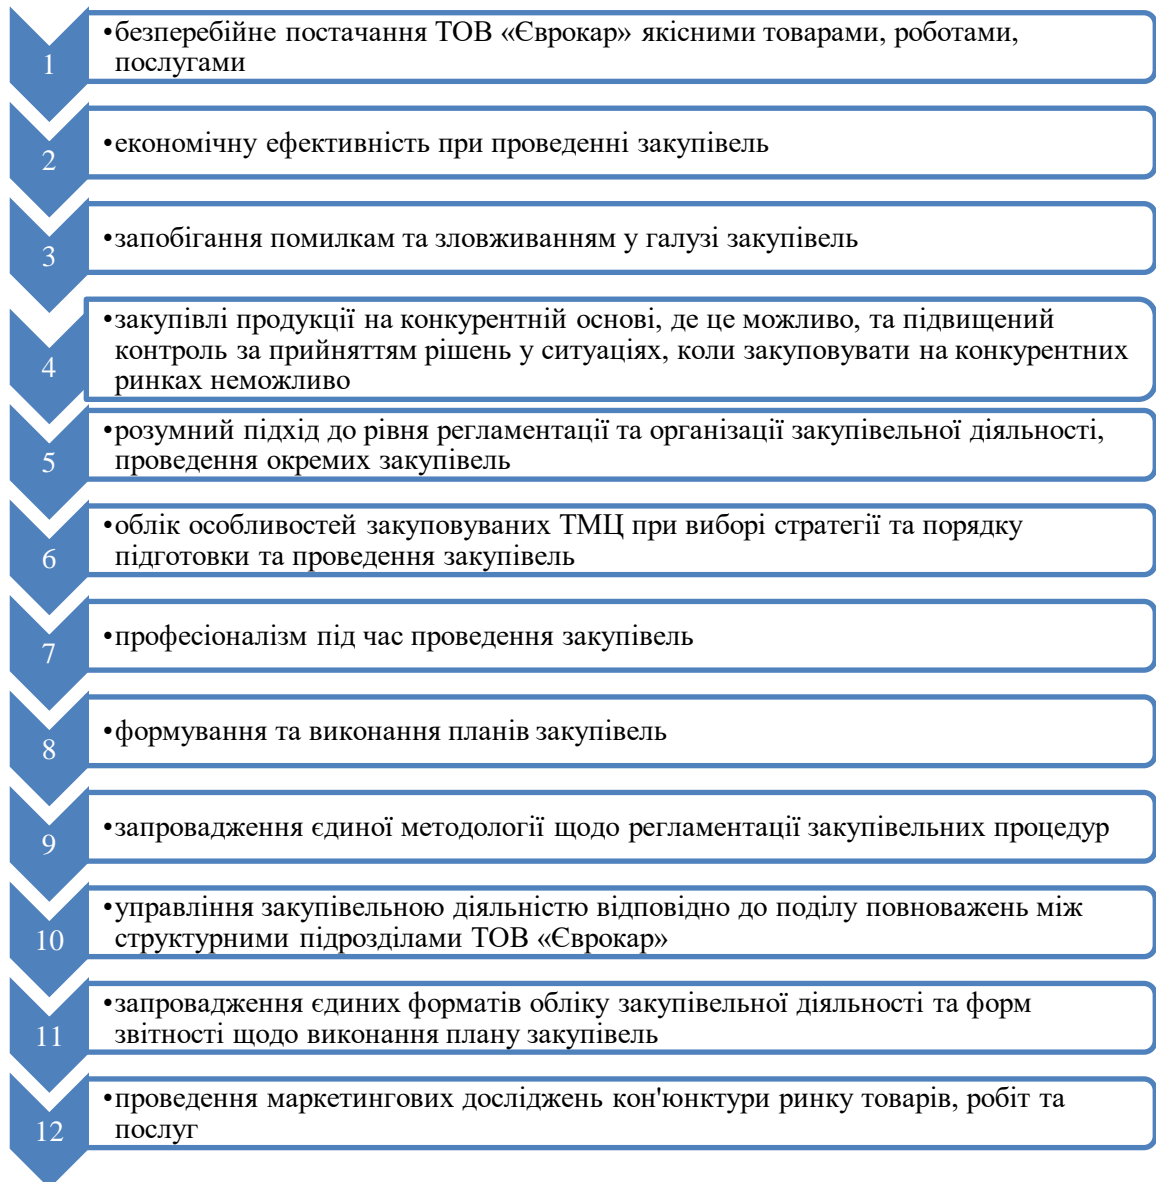 1
•безперебійне постачання ТОВ «Єврокар» якісними товарами, роботами,
послугами
2
•економічну ефективність при проведенні закупівель
3
•запобігання помилкам та зловживанням у галузі закупівель
4
•закупівлі продукції на конкурентній основі, де це можливо, та підвищений
контроль за прийняттям рішень у ситуаціях, коли закуповувати на конкурентних
ринках неможливо
5
•розумний підхід до рівня регламентації та організації закупівельної діяльності,
проведення окремих закупівель
6
•облік особливостей закуповуваних ТМЦ при виборі стратегії та порядку
підготовки та проведення закупівель
7
•професіоналізм під час проведення закупівель
8
•формування та виконання планів закупівель
9
•запровадження єдиної методології щодо регламентації закупівельних процедур
10
•управління закупівельною діяльністю відповідно до поділу повноважень між
структурними підрозділами ТОВ «Єврокар»
11
•запровадження єдиних форматів обліку закупівельної діяльності та форм
звітності щодо виконання плану закупівель
12
•проведення маркетингових досліджень кон'юнктури ринку товарів, робіт та
послуг